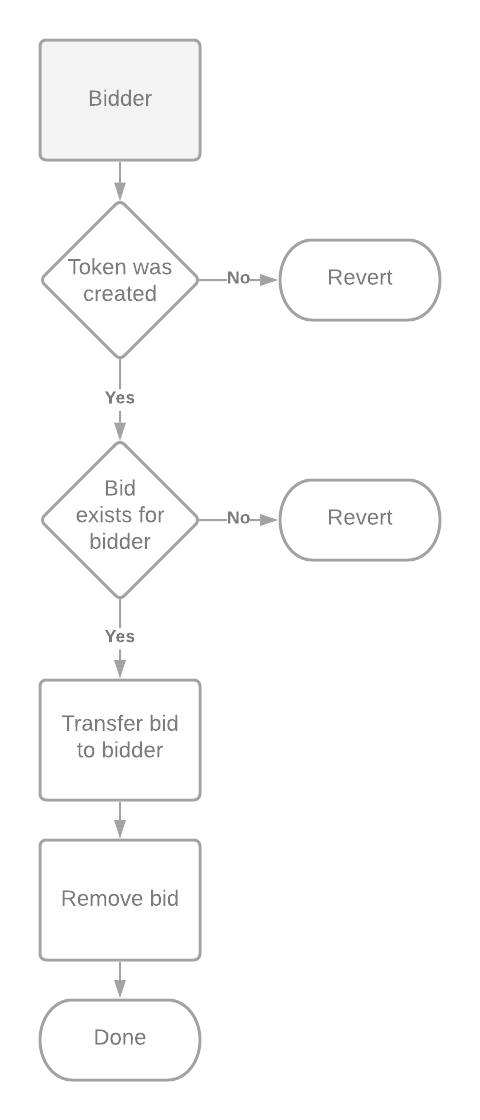 Bidder
Token was
created
No
Revert
Yes
Bid
exists for
bidder
No
Revert
Yes
Transfer bid
to bidder
Remove bid
Done